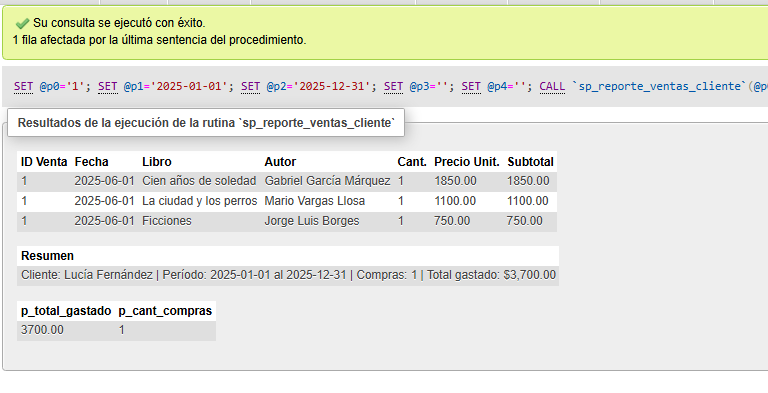 Su consulta se ejecutó con éxito.
1 fila afectada por la última sentencia del procedimiento.
SET @p0='1'; SET @p1='2025-01-01'; SET @p2='2025-12-31'; SET @p3=''; SET @p4=''; CALL `sp_reporte_ventas_cliente`(@p
Resultados de la ejecución de la rutina `sp_reporte_ventas_cliente`
ID Venta Fecha Libro Autor Cant. Precio Unit. Subtotal
1 2025-06-01 Cien años de soledad Gabriel García Márquez 1 1850.00 1850.00
1 2025-06-01 La ciudad y los perros Mario Vargas Llosa 1 1100.00 1100.00
1 2025-06-01 Ficciones Jorge Luis Borges 1 750.00 750.00
Resumen
Cliente: Lucía Fernández | Período: 2025-01-01 al 2025-12-31 | Compras: 1 | Total gastado: $3,700.00
p_total_gastado p_cant_compras
3700.00 1